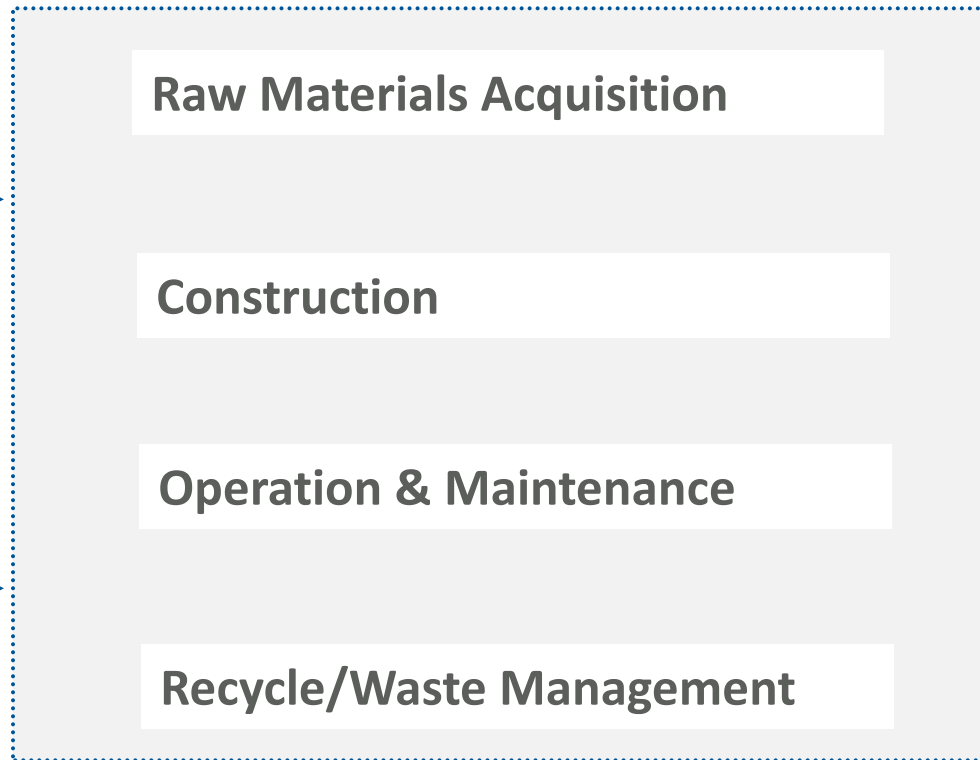 Raw Materials Acquisition
Construction
Operation & Maintenance
Recycle/Waste Management